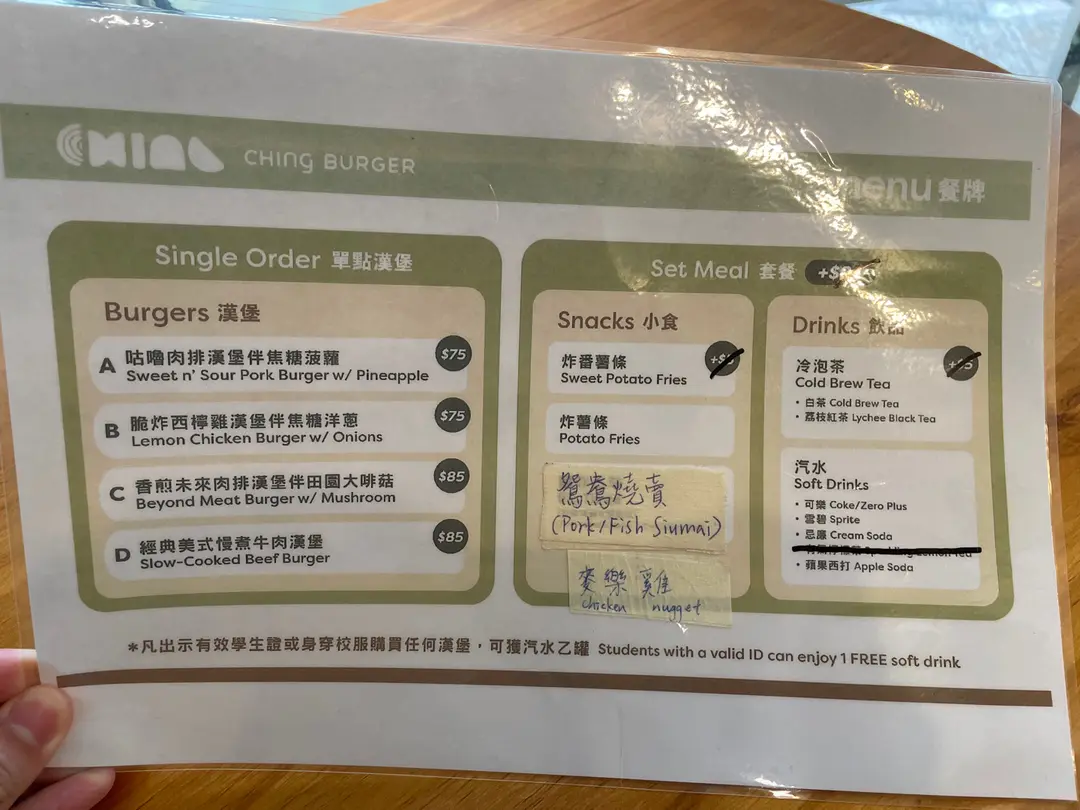 CHING BURGER
menu 餐牌
Single Order 單點漢堡
Burgers 漢堡
A 咕嚕肉排漢堡伴焦糖菠蘿 $75
Sweet n' Sour Pork Burger w/ Pineapple
B 脆炸西檸雞漢堡伴焦糖洋蔥 $75
Lemon Chicken Burger w/ Onions
C 香煎未來肉排漢堡伴田園大啡菇 $85
Beyond Meat Burger w/ Mushroom
D 經典美式慢煮牛肉漢堡 $85
Slow-Cooked Beef Burger
Set Meal 套餐
Snacks 小食
炸番薯條
Sweet Potato Fries
炸薯條
Potato Fries
鴛鴦燒賣
(Pork/Fish Siumai)
麥樂雞
chicken nugget
Drinks 飲品
冷泡茶
Cold Brew Tea
• 白茶 Cold Brew Tea
• 荔枝紅茶 Lychee Black Tea
汽水
Soft Drinks
• 可樂 Coke/Zero Plus
• 雪碧 Sprite
• 忌廉 Cream Soda
• 蘋果西打 Apple Soda
*凡出示有效學生證或身穿校服購買任何漢堡，可獲汽水乙罐 Students with a valid ID can enjoy 1 FREE soft drink